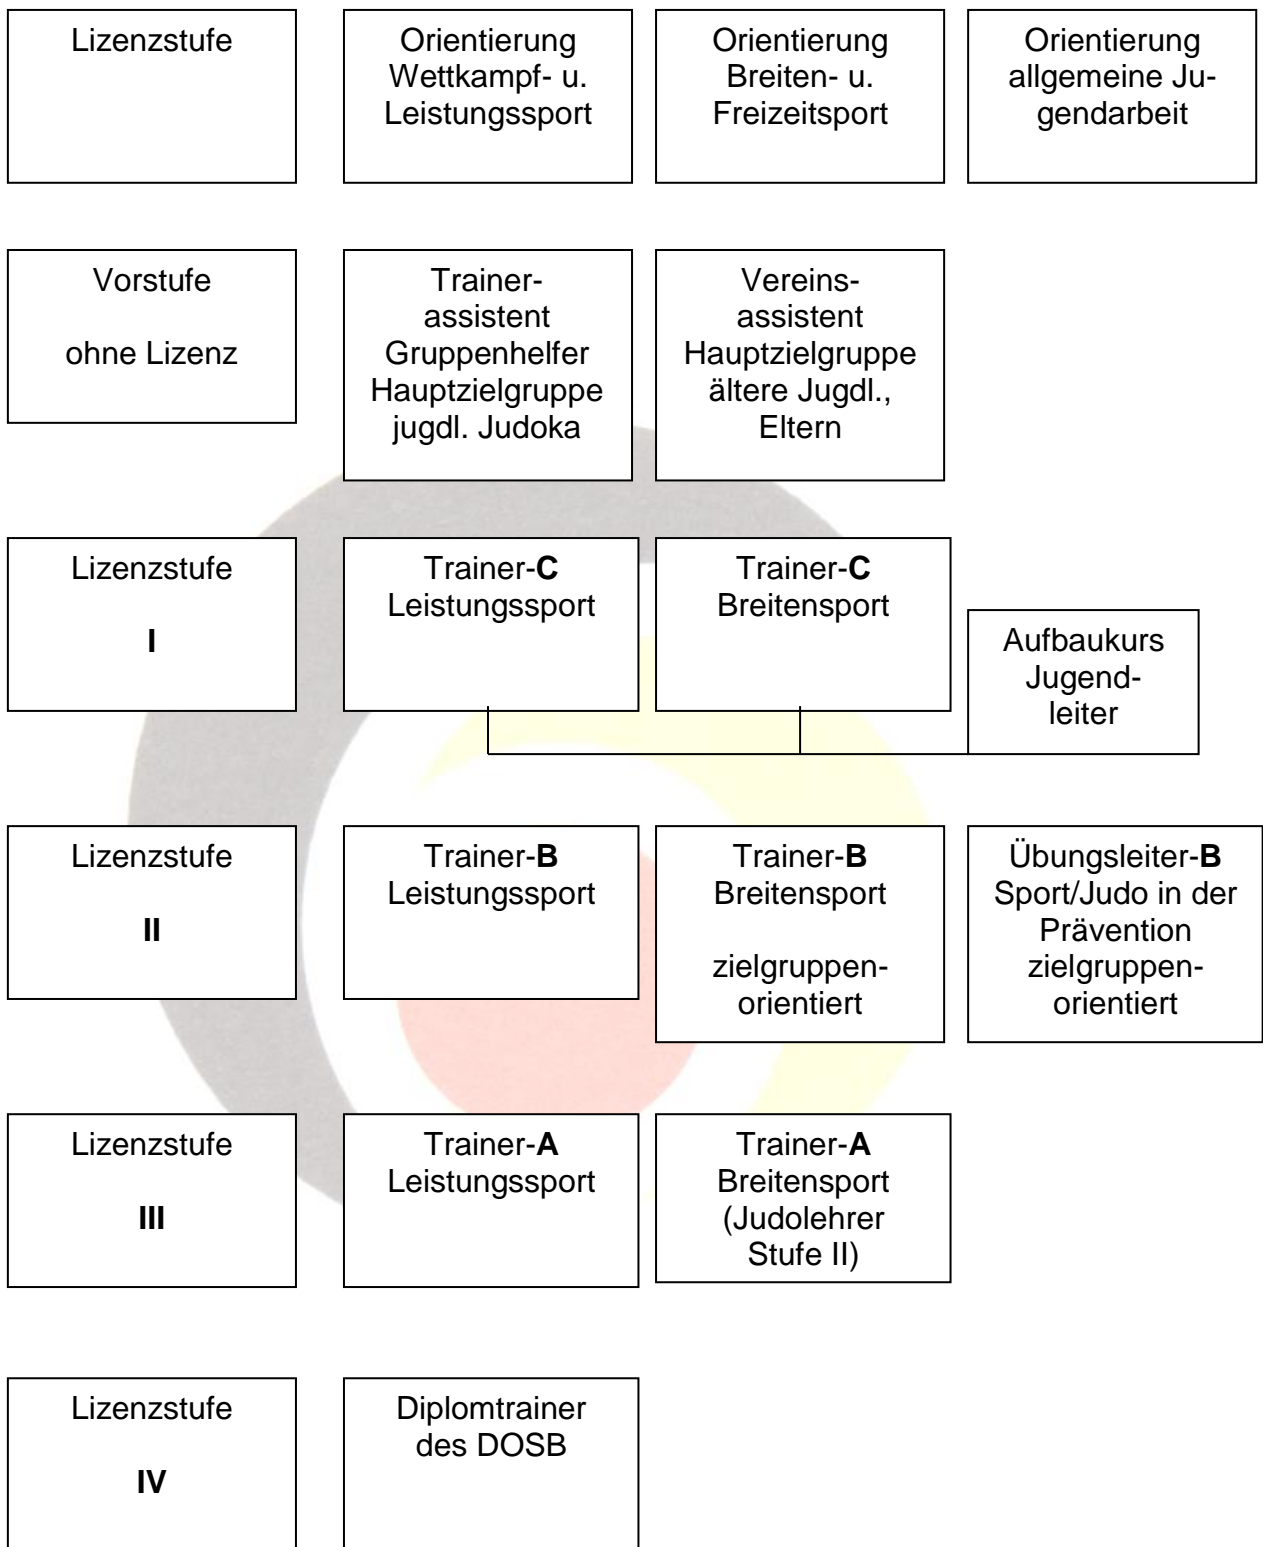 Lizenzstufe
Orientierung
Wettkampf- u.
Leistungssport
Orientierung
Breiten- u.
Freizeitsport
Orientierung
allgemeine Ju-
gendarbeit
Vorstufe
ohne Lizenz
Trainer-
assistent
Gruppenhelfer
Hauptzielgruppe
jugdl. Judoka
Vereins-
assistent
Hauptzielgruppe
ältere Jugdl.,
Eltern
Lizenzstufe
I
Trainer-C
Leistungssport
Trainer-C
Breitensport
Aufbaukurs
Jugend-
leiter
Lizenzstufe
II
Trainer-B
Leistungssport
Trainer-B
Breitensport
zielgruppen-
orientiert
Übungsleiter-B
Sport/Judo in der
Prävention
zielgruppen-
orientiert
Lizenzstufe
III
Trainer-A
Leistungssport
Trainer-A
Breitensport
(Judolehrer
Stufe II)
Lizenzstufe
IV
Diplomtrainer
des DOSB